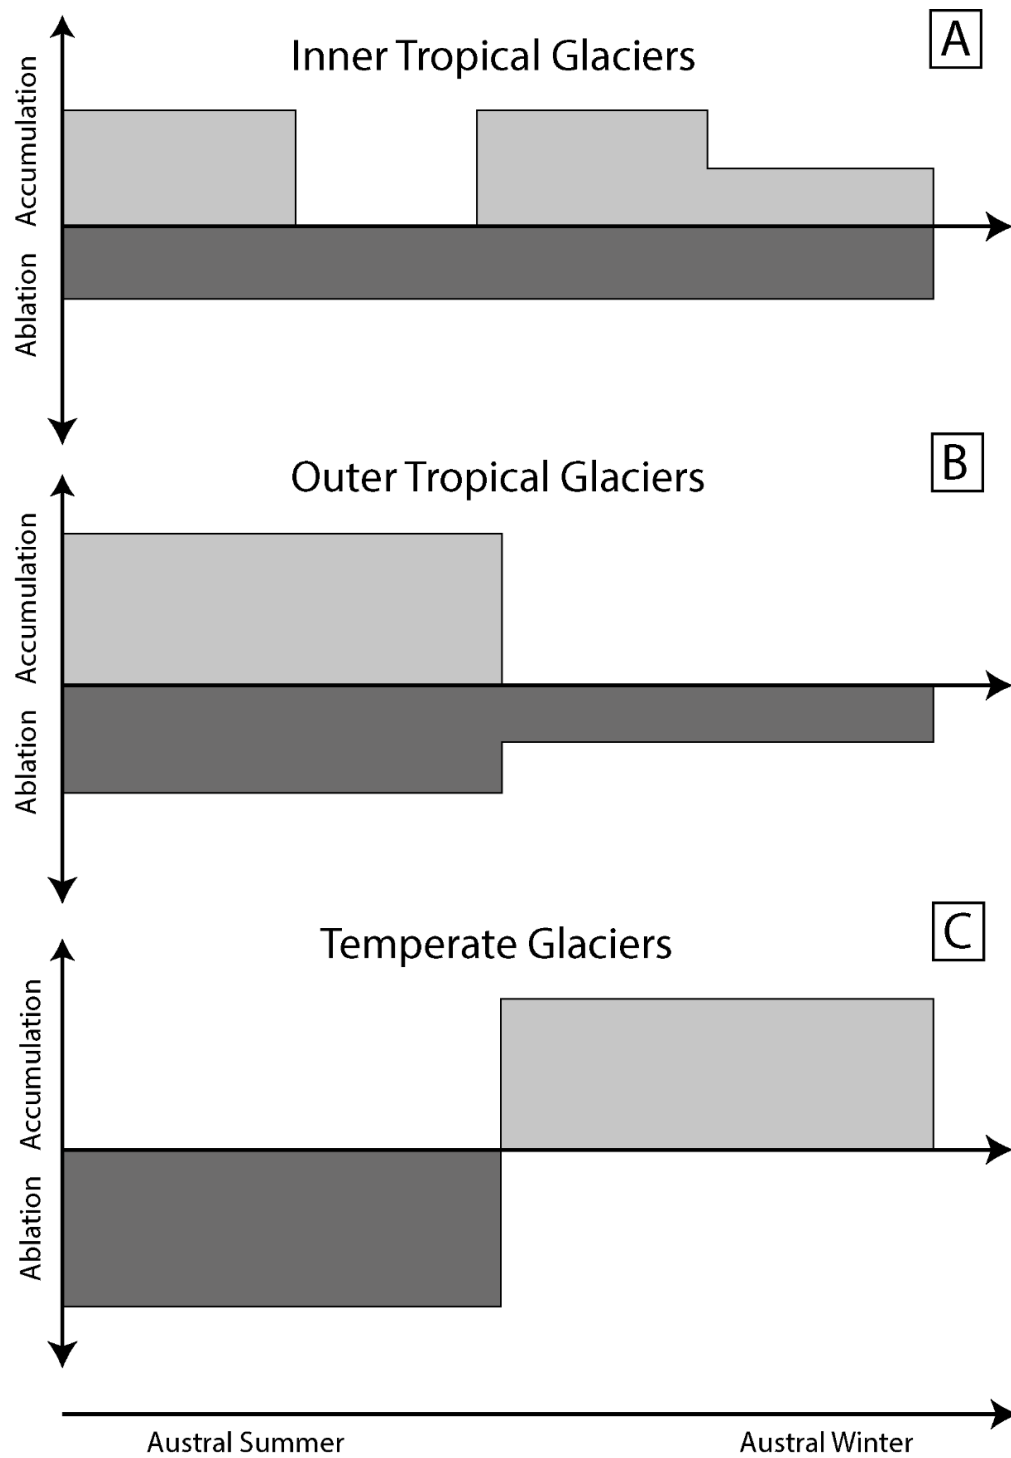 Inner Tropical Glaciers
A
Accumulation
Ablation
Outer Tropical Glaciers
B
Accumulation
Ablation
Temperate Glaciers
C
Accumulation
Ablation
Austral Summer
Austral Winter